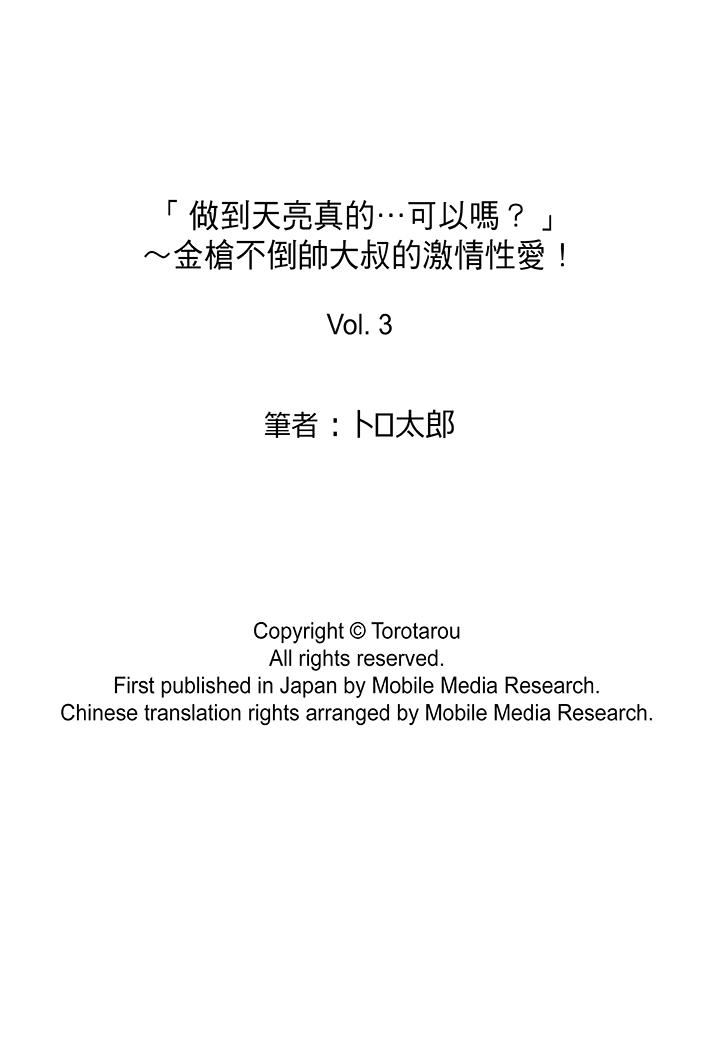 「 做到天亮真的…可以嗎？ 」
～金槍不倒帥大叔的激情性愛！
Vol. 3
筆者：トロ太郎
Copyright © Torotarou
All rights reserved.
First published in Japan by Mobile Media Research.
Chinese translation rights arranged by Mobile Media Research.